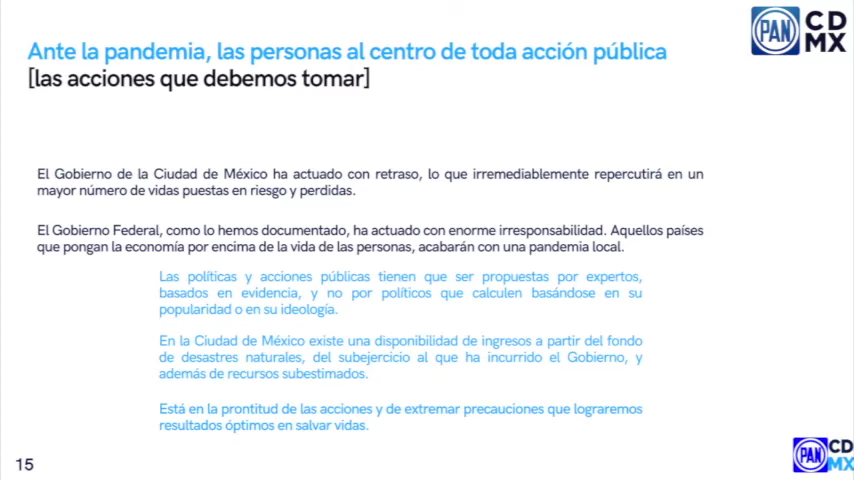 Ante la pandemia, las personas al centro de toda acción pública
[las acciones que debemos tomar]
PAN
CD
MX
El Gobierno de la Ciudad de México ha actuado con retraso, lo que irremediablemente repercutirá en un
mayor número de vidas puestas en riesgo y perdidas.
El Gobierno Federal, como lo hemos documentado, ha actuado con enorme irresponsabilidad. Aquellos países
que pongan la economía por encima de la vida de las personas, acabarán con una pandemia local.
Las políticas y acciones públicas tienen que ser propuestas por expertos,
basados en evidencia, y no por políticos que calculen basándose en su
popularidad o en su ideología.
En la Ciudad de México existe una disponibilidad de ingresos a partir del fondo
de desastres naturales, del subejercicio al que ha incurrido el Gobierno, y
además de recursos subestimados.
Está en la prontitud de las acciones y de extremar precauciones que lograremos
resultados óptimos en salvar vidas.
15
PAN
CD
MX